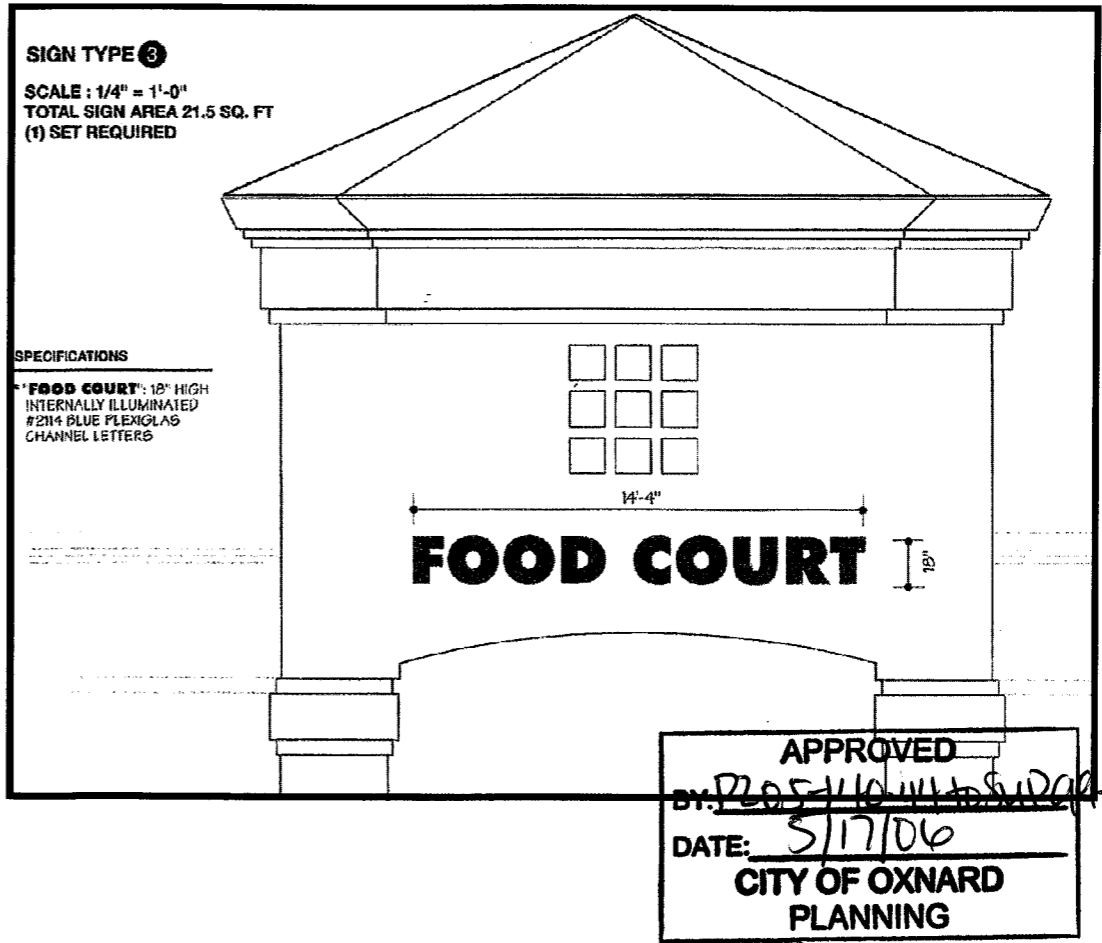 SIGN TYPE 3
SCALE : 1/4" = 1'-0"
TOTAL SIGN AREA 21.5 SQ. FT
(1) SET REQUIRED
SPECIFICATIONS
* "FOOD COURT": 18" HIGH
INTERNALLY ILLUMINATED
#2114 BLUE PLEXIGLAS
CHANNEL LETTERS
14'-4"
FOOD COURT
18"
APPROVED
BY:
DATE: 5/17/06
CITY OF OXNARD
PLANNING